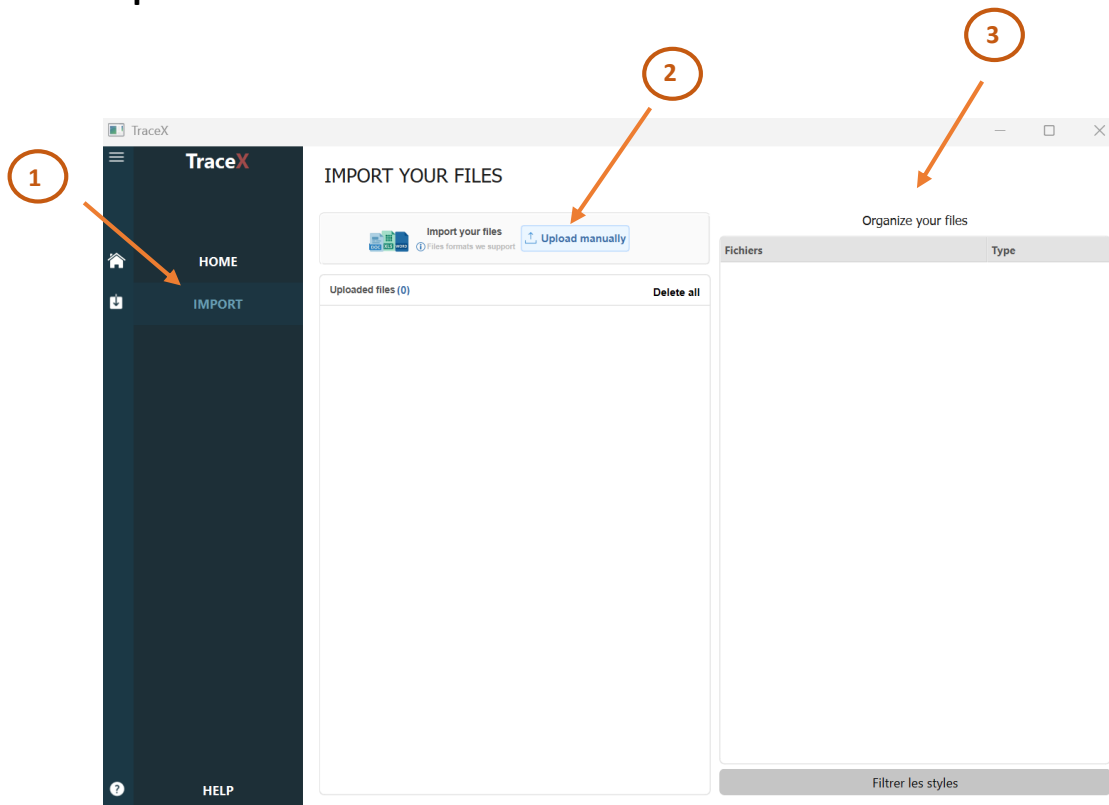 3
2
TraceX
1
TraceX
IMPORT YOUR FILES
Organize your files
Import your files
Files formats we support
Upload manually
Fichiers Type
HOME
Uploaded files (0) Delete all
IMPORT
Filtrer les styles
HELP